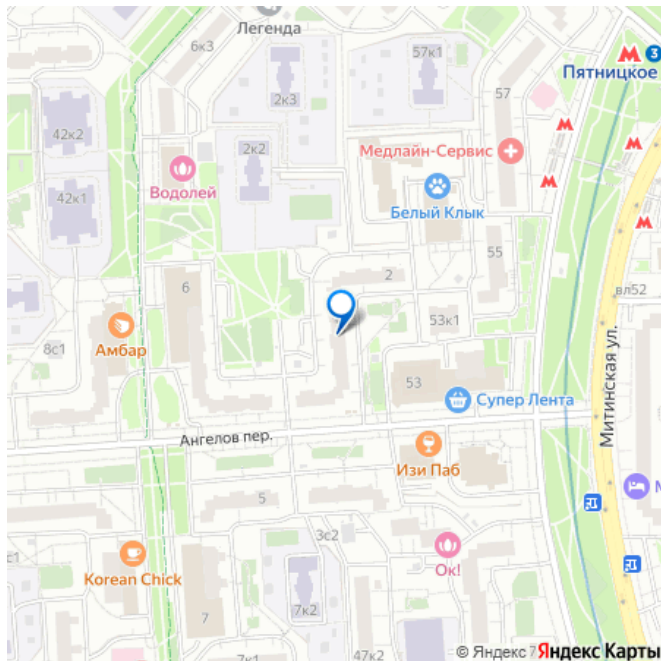 Легенда
6к3
57к1
3
Пятницкое
2к3
57
42к2
2к2
Медлайн-Сервис
Водолей
42к1
Белый Клык
55
6
2
вл52
53к1
8с1
Амбар
53
Супер Лента
Митинская ул.
Ангелов пер.
Изи Паб
5
3с2
Ок!
Korean Chick
7
7к2
7к1
47к2
© Яндекс
Яндекс Карты